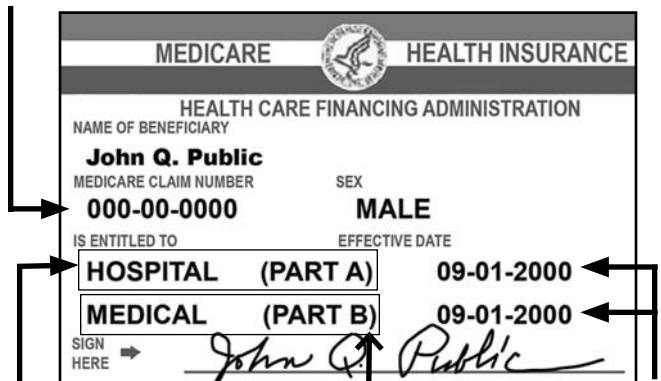 MEDICARE HEALTH INSURANCE
HEALTH CARE FINANCING ADMINISTRATION
NAME OF BENEFICIARY
John Q. Public
MEDICARE CLAIM NUMBER SEX
000-00-0000 MALE
IS ENTITLED TO EFFECTIVE DATE
HOSPITAL (PART A) 09-01-2000
MEDICAL (PART B) 09-01-2000
SIGN
HERE John Q. Public